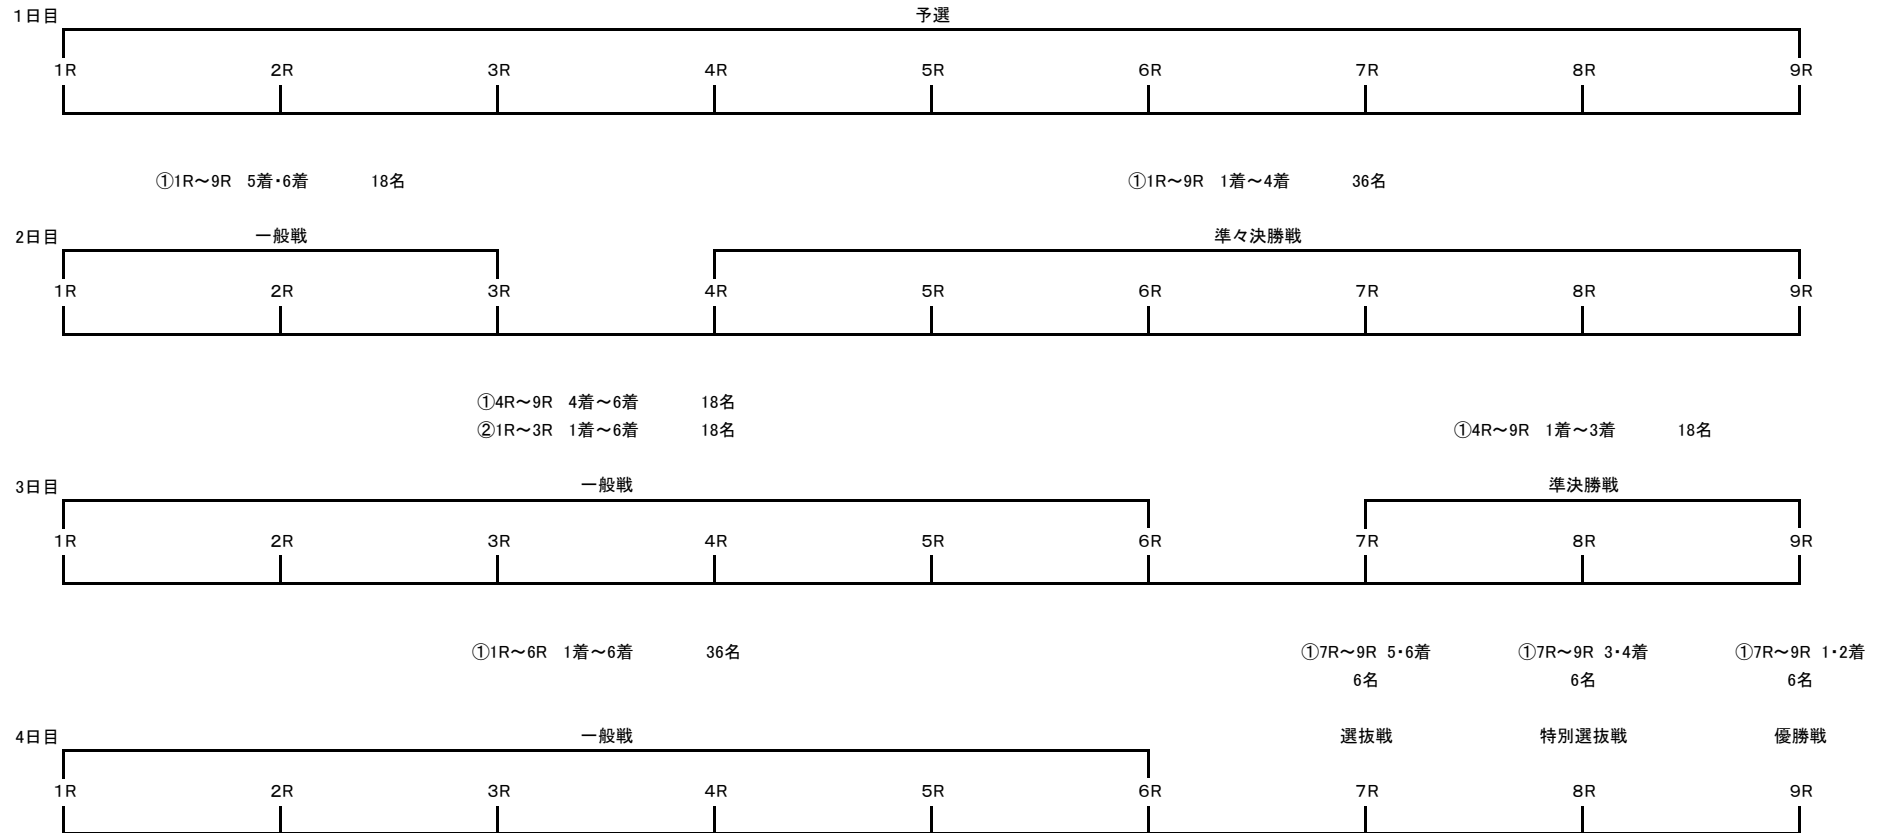 1日目 予選
1R 2R 3R 4R 5R 6R 7R 8R 9R
①1R～9R 5着・6着 18名 ①1R～9R 1着～4着 36名
2日目 一般戦 準々決勝戦
1R 2R 3R 4R 5R 6R 7R 8R 9R
①4R～9R 4着～6着 18名
②1R～3R 1着～6着 18名 ①4R～9R 1着～3着 18名
3日目 一般戦 準決勝戦
1R 2R 3R 4R 5R 6R 7R 8R 9R
①1R～6R 1着～6着 36名 ①7R～9R 5・6着 ①7R～9R 3・4着 ①7R～9R 1・2着
6名 6名 6名
4日目 一般戦 選抜戦 特別選抜戦 優勝戦
1R 2R 3R 4R 5R 6R 7R 8R 9R